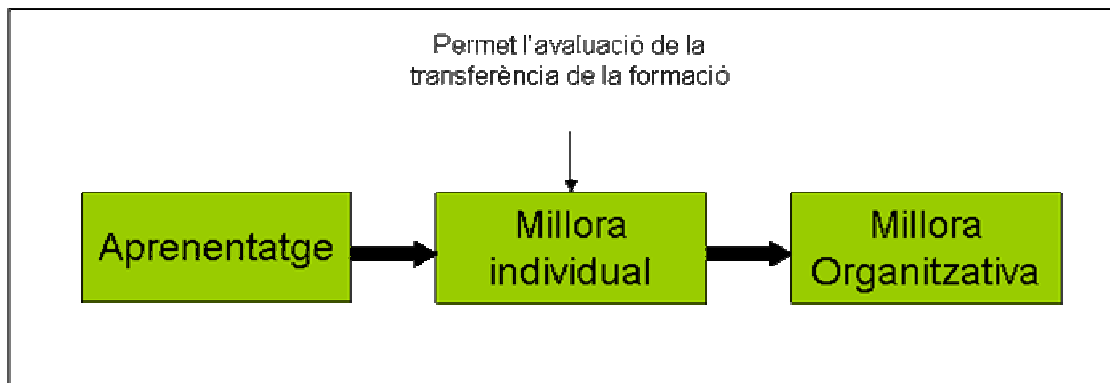 Permet l'avaluació de la
transferència de la formació
Aprenentatge
Millora
individual
Millora
Organitzativa